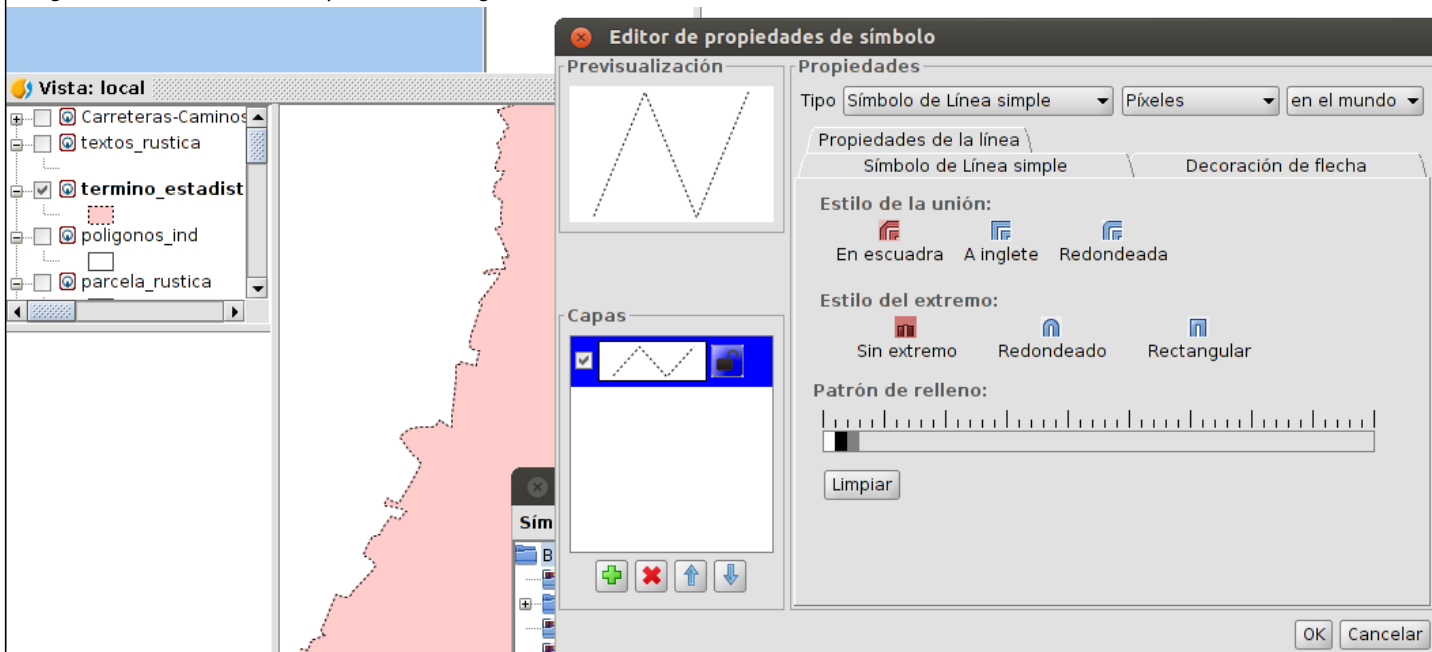 Editor de propiedades de símbolo
Previsualización
Propiedades
Vista: local
Tipo Símbolo de Línea simple Píxeles en el mundo
Carreteras-Caminos
textos_rustica
Propiedades de la línea
Símbolo de Línea simple Decoración de flecha
termino_estadist
Estilo de la unión:
poligonos_ind
En escuadra A inglete Redondeada
parcela_rustica
Estilo del extremo:
Capas
Sin extremo Redondeado Rectangular
Patrón de relleno:
Limpiar
Sím
B
OK Cancelar